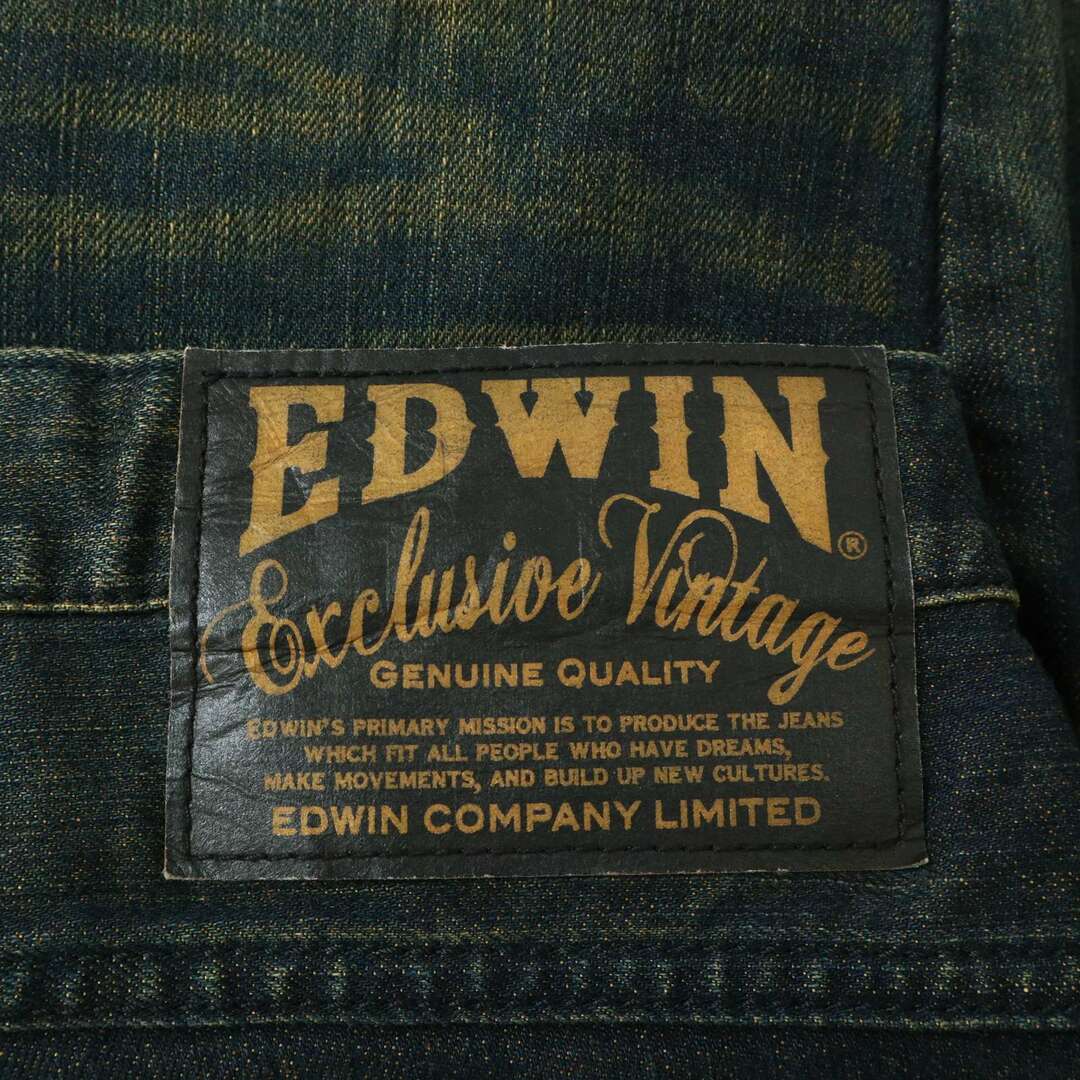 EDWIN®
Exclusive Vintage
GENUINE QUALITY
EDWIN'S PRIMARY MISSION IS TO PRODUCE THE JEANS
WHICH FIT ALL PEOPLE WHO HAVE DREAMS,
MAKE MOVEMENTS, AND BUILD UP NEW CULTURES.
EDWIN COMPANY LIMITED